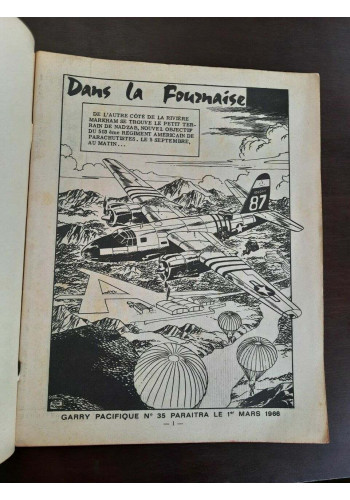 Dans la Fournaise
DE L'AUTRE CÔTÉ DE LA RIVIÈRE
MARKHAM SE TROUVE LE PETIT TER-
RAIN DE NADZAB, NOUVEL OBJECTIF
DU 503 ème RÉGIMENT AMÉRICAIN DE
PARACHUTISTES, LE 5 SEPTEMBRE,
AU MATIN...
87
GARRY PACIFIQUE N° 35 PARAITRA LE 1er MARS 1966
— 1 —